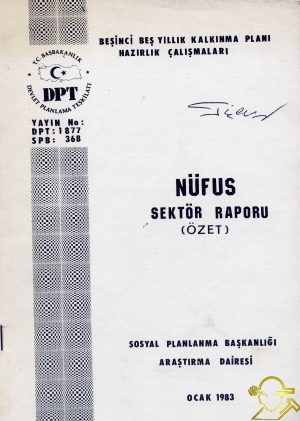 BEŞİNCİ BEŞ YILLIK KALKINMA PLANI
HAZIRLIK ÇALIŞMALARI
T.C. BAŞBAKANLIK
DPT
DEVLET PLANLAMA TEŞKİLATI
YAYIN No:
DPT: 1877
SPB: 368
NÜFUS
SEKTÖR RAPORU
(ÖZET)
SOSYAL PLANLAMA BAŞKANLIĞI
ARAŞTIRMA DAİRESİ
OCAK 1983